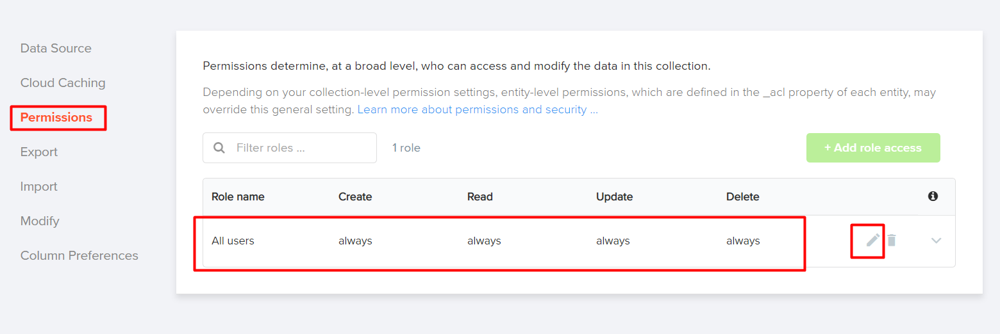 Data Source
Cloud Caching
Permissions
Export
Import
Modify
Column Preferences
Permissions determine, at a broad level, who can access and modify the data in this collection.
Depending on your collection-level permission settings, entity-level permissions, which are defined in the _acl property of each entity, may
override this general setting. Learn more about permissions and security ...
Filter roles ... 1 role + Add role access
Role name Create Read Update Delete
All users always always always always